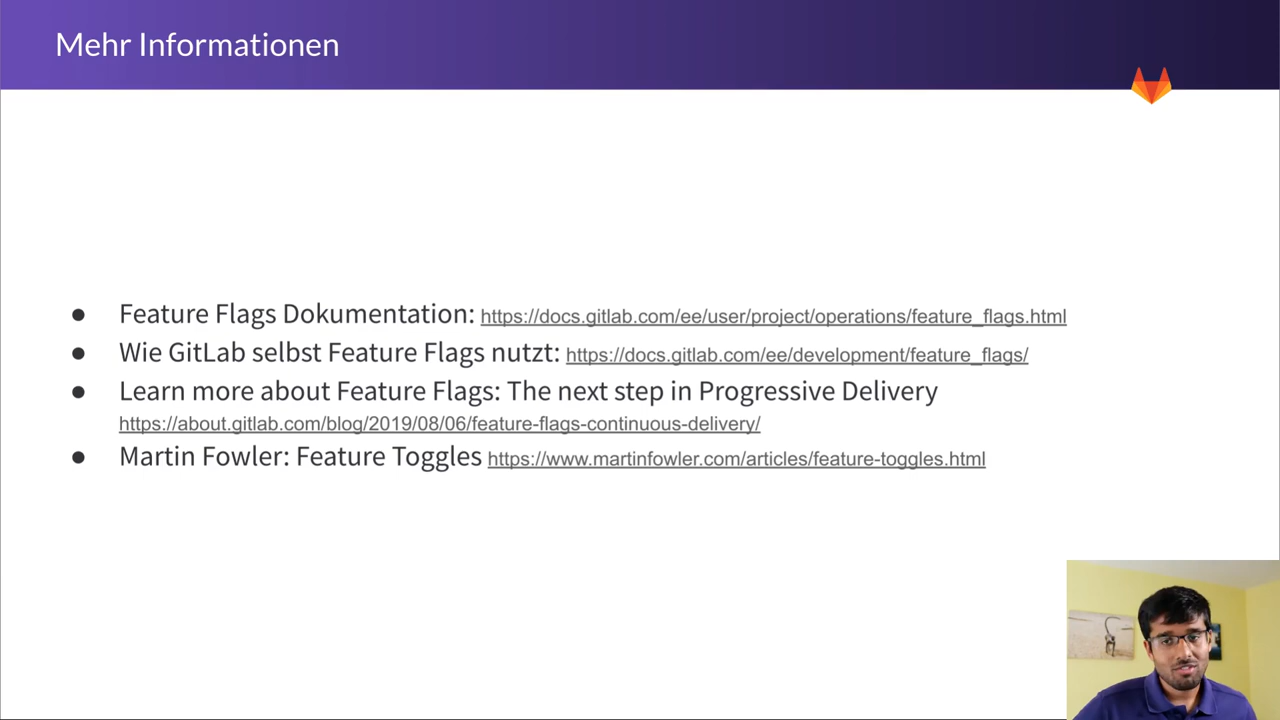 Mehr Informationen
● Feature Flags Dokumentation: https://docs.gitlab.com/ee/user/project/operations/feature_flags.html
● Wie GitLab selbst Feature Flags nutzt: https://docs.gitlab.com/ee/development/feature_flags/
● Learn more about Feature Flags: The next step in Progressive Delivery
https://about.gitlab.com/blog/2019/08/06/feature-flags-continuous-delivery/
● Martin Fowler: Feature Toggles https://www.martinfowler.com/articles/feature-toggles.html